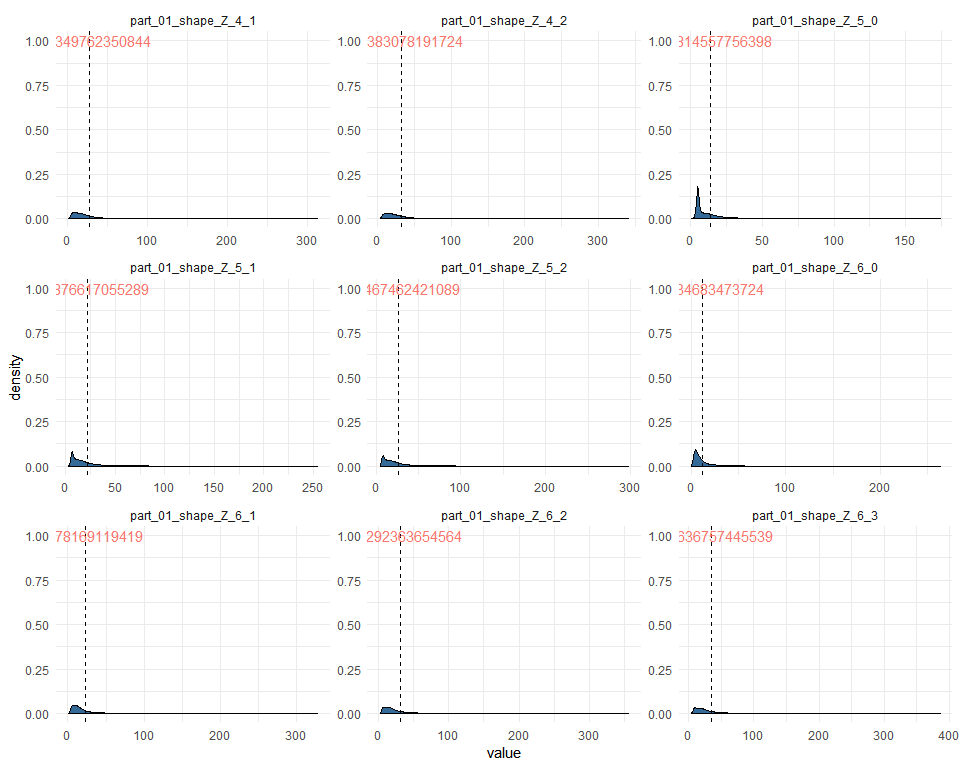 part_01_shape_Z_4_1 part_01_shape_Z_4_2 part_01_shape_Z_5_0
1.00 349762350844 1.00 383078191724 1.00 314557756398
0.75 0.75 0.75
0.50 0.50 0.50
0.25 0.25 0.25
0.00 0.00 0.00
0 100 200 300 0 100 200 300 0 50 100 150
part_01_shape_Z_5_1 part_01_shape_Z_5_2 part_01_shape_Z_6_0
1.00 376617055289 1.00 467462421089 1.00 34683473724
0.75 0.75 0.75
density
0.50 0.50 0.50
0.25 0.25 0.25
0.00 0.00 0.00
0 50 100 150 200 250 0 100 200 300 0 100 200
part_01_shape_Z_6_1 part_01_shape_Z_6_2 part_01_shape_Z_6_3
1.00 78169119419 1.00 292363654564 1.00 636757445539
0.75 0.75 0.75
0.50 0.50 0.50
0.25 0.25 0.25
0.00 0.00 0.00
0 100 200 300 0 100 200 300 0 100 200 300 400
value